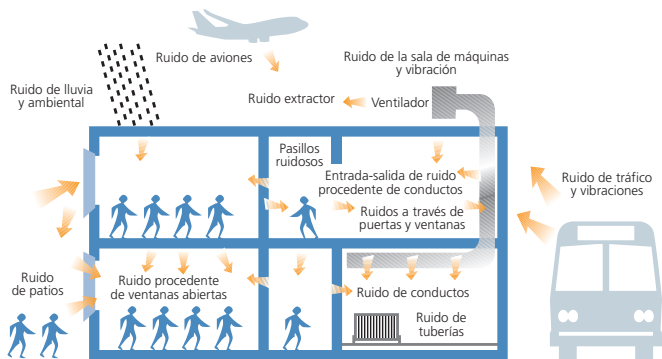 Ruido de aviones
Ruido de la sala de máquinas
y vibración
Ruido de lluvia
y ambiental
Ruido extractor
Ventilador
Pasillos
ruidosos
Entrada-salida de ruido
procedente de conductos
Ruido de tráfico
y vibraciones
Ruidos a través de
puertas y ventanas
Ruido
de patios
Ruido procedente
de ventanas abiertas
Ruido de conductos
Ruido de
tuberías